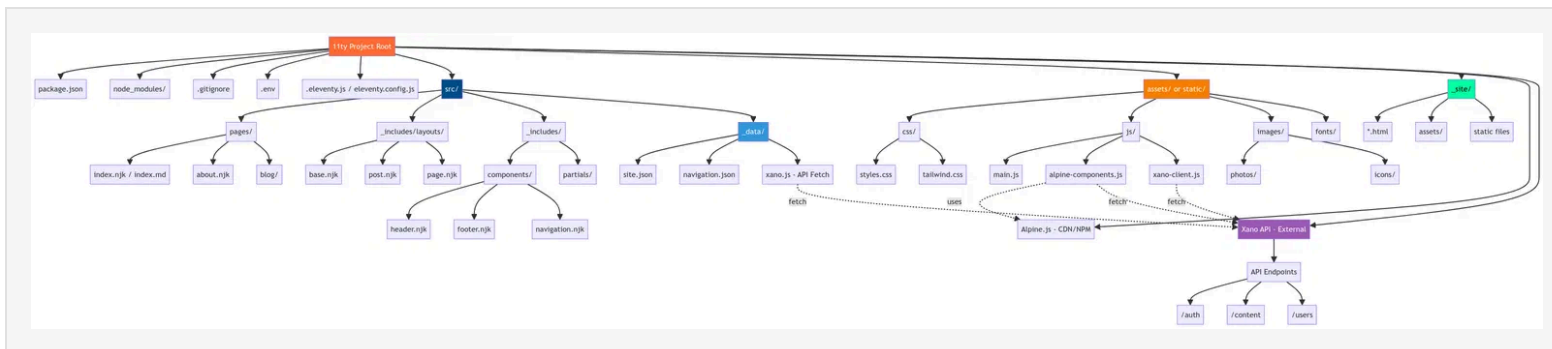 11ty Project Root
package.json
node_modules/
.gitignore
.env
.eleventy.js / eleventy.config.js
src/
assets/ or static/
_site/
pages/
_includes/layouts/
_includes/
_data/
css/
js/
images/
fonts/
*.html
assets/
static files
index.njk / index.md
about.njk
blog/
base.njk
post.njk
page.njk
components/
partials/
site.json
navigation.json
xano.js - API Fetch
styles.css
tailwind.css
main.js
alpine-components.js
xano-client.js
photos/
icons/
fetch
uses
fetch
fetch
header.njk
footer.njk
navigation.njk
Alpine.js - CDN/NPM
Xano API - External
API Endpoints
/auth
/content
/users